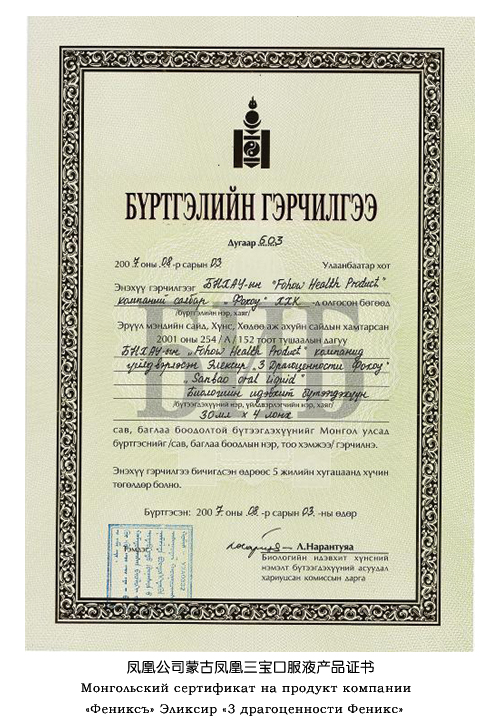 БҮРТГЭЛИЙН ГЭРЧИЛГЭЭ
Дугаар 603
2007 оны 08-р сарын 03 Улаанбаатар хот
Энэхүү гэрчилгээг БНХАУ-ын "Fohow Health Product"
компаний салбар „Фохоу" ХХК -д олгосон бөгөөд
/бүртгэлийн нэр, хаяг/
Эрүүл мэндийн сайд, Хүнс, Хөдөө аж ахуйн сайдын хамтарсан
2001 оны 254 / А / 152 тоот тушаалын дагуу
БНХАУ-ын „Fohow Health Product" компанид
үйлдвэрлэсэн Элексир „3 Драгоценности Фохоу"
„Sanbao oral liquid"
Биологийн идэвхит бүтээгдэхүүн
/бүтээгдэхүүний нэр, үйлдвэрлэгчийн нэр, хаяг/
30мл x 4 лонх
сав, баглаа боодолтой бүтээгдэхүүнийг Монгол улсад
бүртгэснийг /сав, баглаа боодлын нэр, тоо хэмжээ/ гэрчилнэ.
Энэхүү гэрчилгээ бичигдсэн өдрөөс 5 жилийн хугацаанд хүчин
төгөлдөр болно.
Бүртгэсэн: 2007 оны 08-р сарын 03.-ны өдөр
Тэмдэг
Л.Нарантуяа
Биологийн идэвхит хүнсний
нэмэлт бүтээгдэхүүний асуудал
хариуцсан комиссын дарга
凤凰公司蒙古凤凰三宝口服液产品证书
Монгольский сертификат на продукт компании
«Фениксъ» Эликсир «3 драгоценности Феникс»